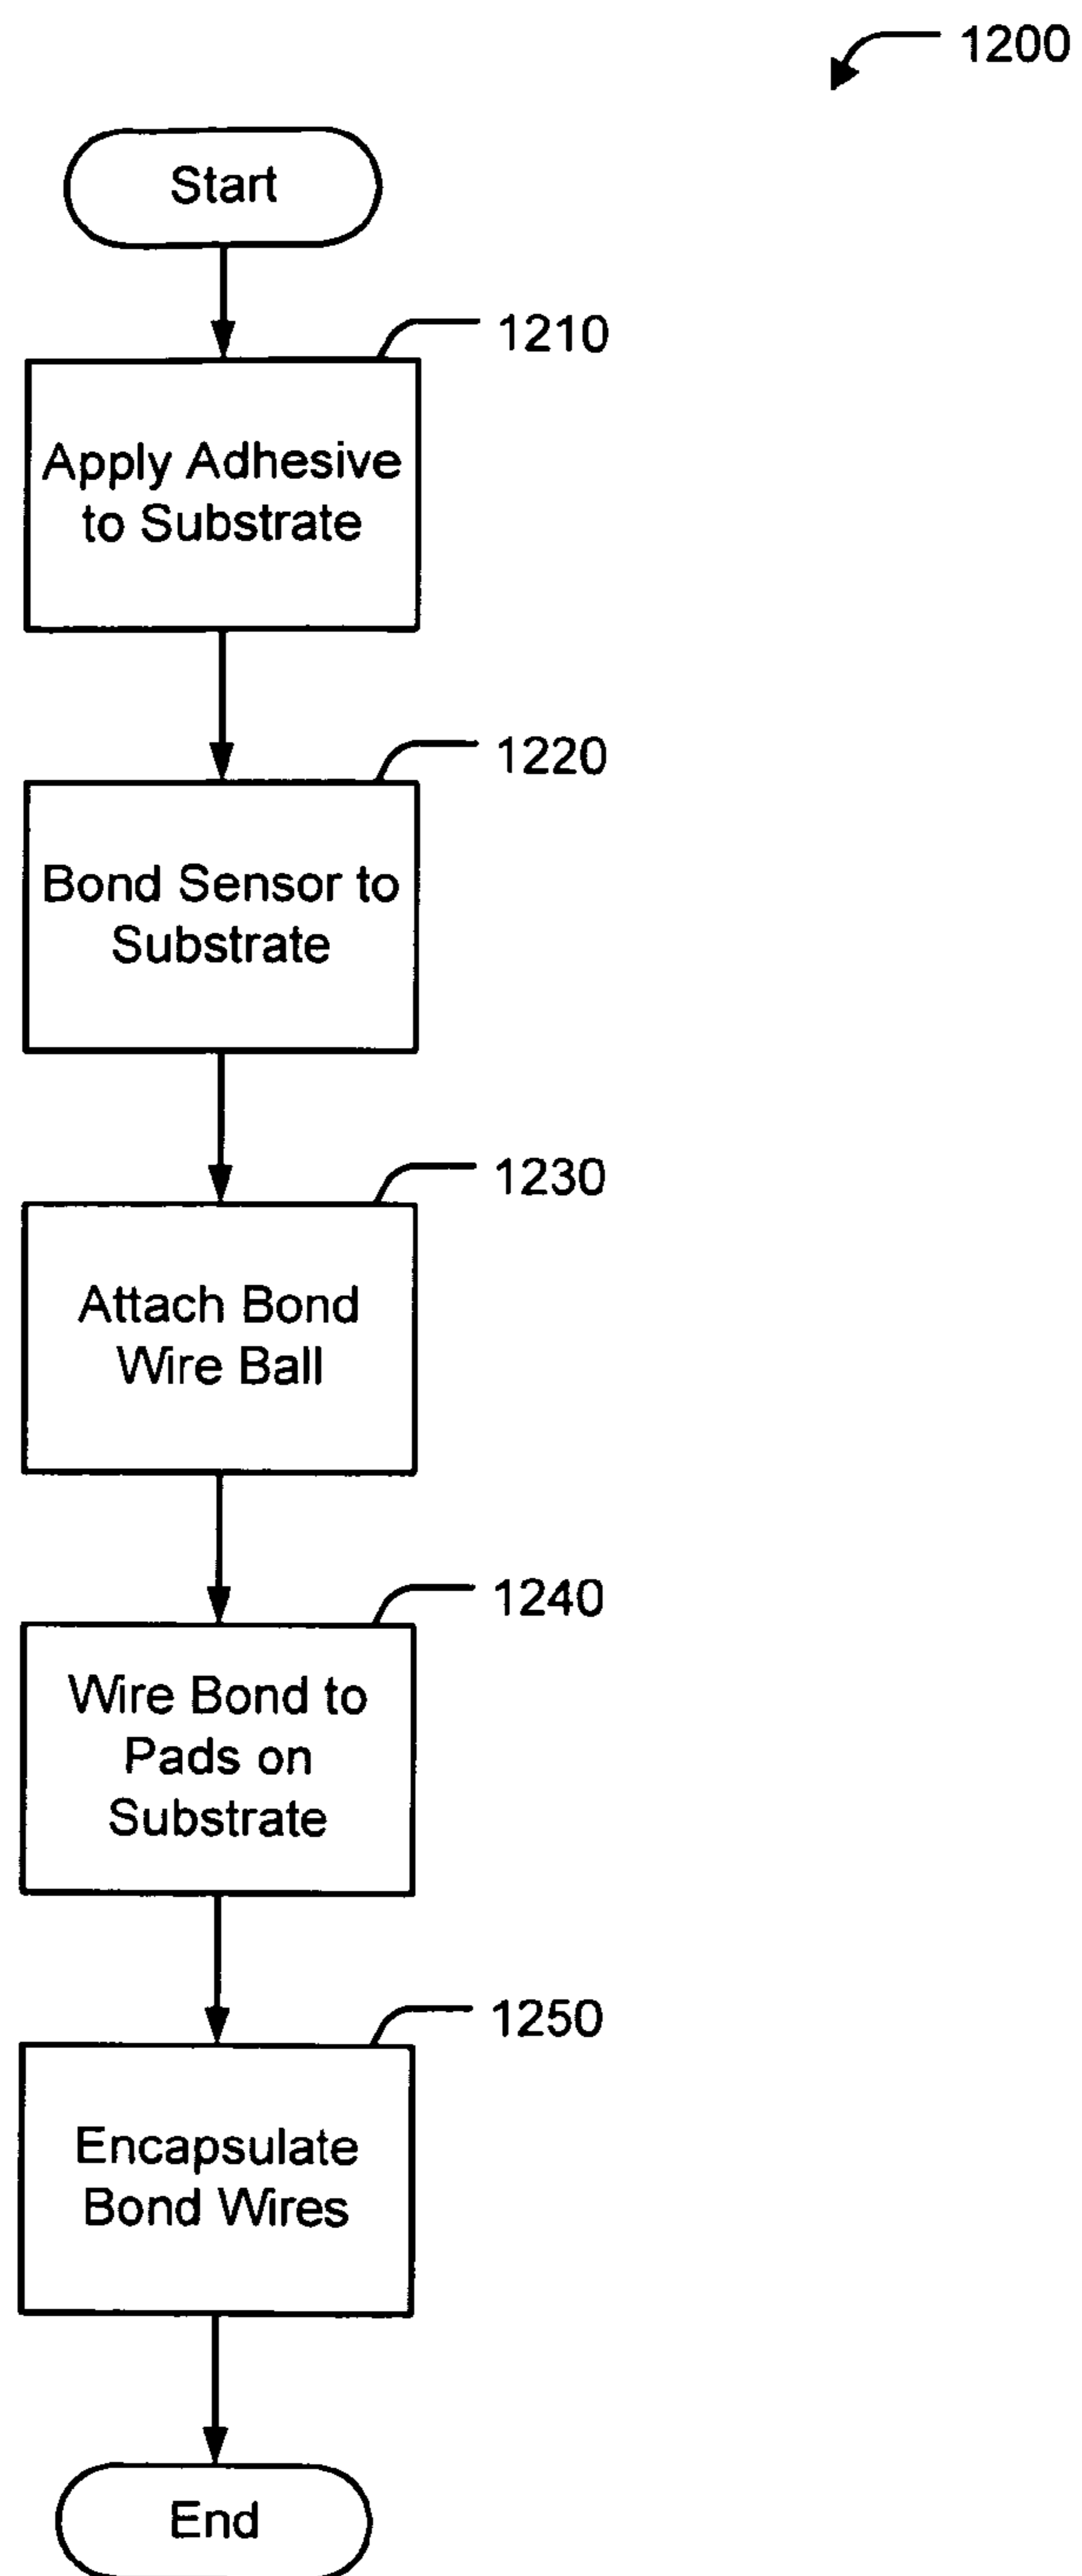 1200
Start
1210
Apply Adhesive
to Substrate
1220
Bond Sensor to
Substrate
1230
Attach Bond
Wire Ball
1240
Wire Bond to
Pads on
Substrate
1250
Encapsulate
Bond Wires
End